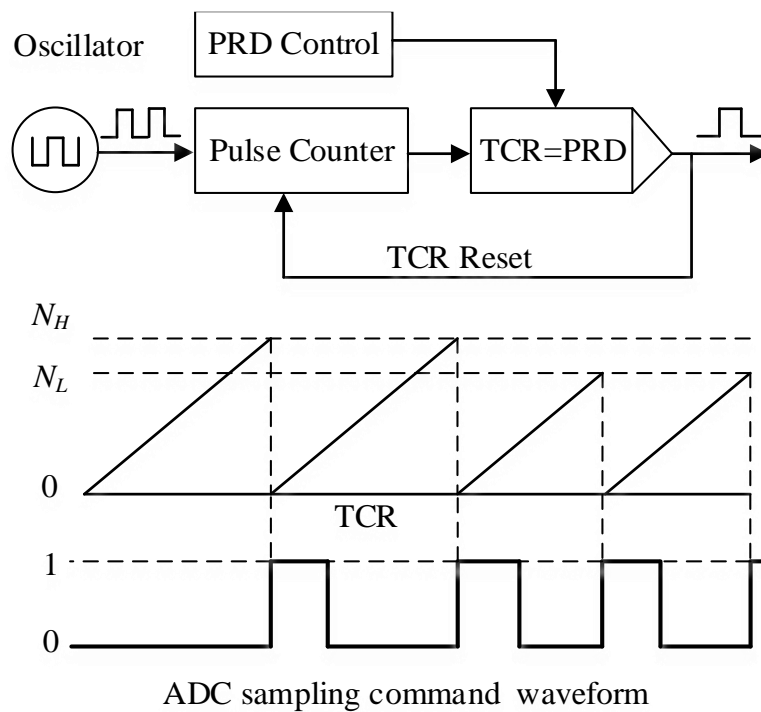 Oscillator
PRD Control
Pulse Counter
TCR=PRD
TCR Reset
N_H
N_L
0
TCR
1
0
ADC sampling command waveform